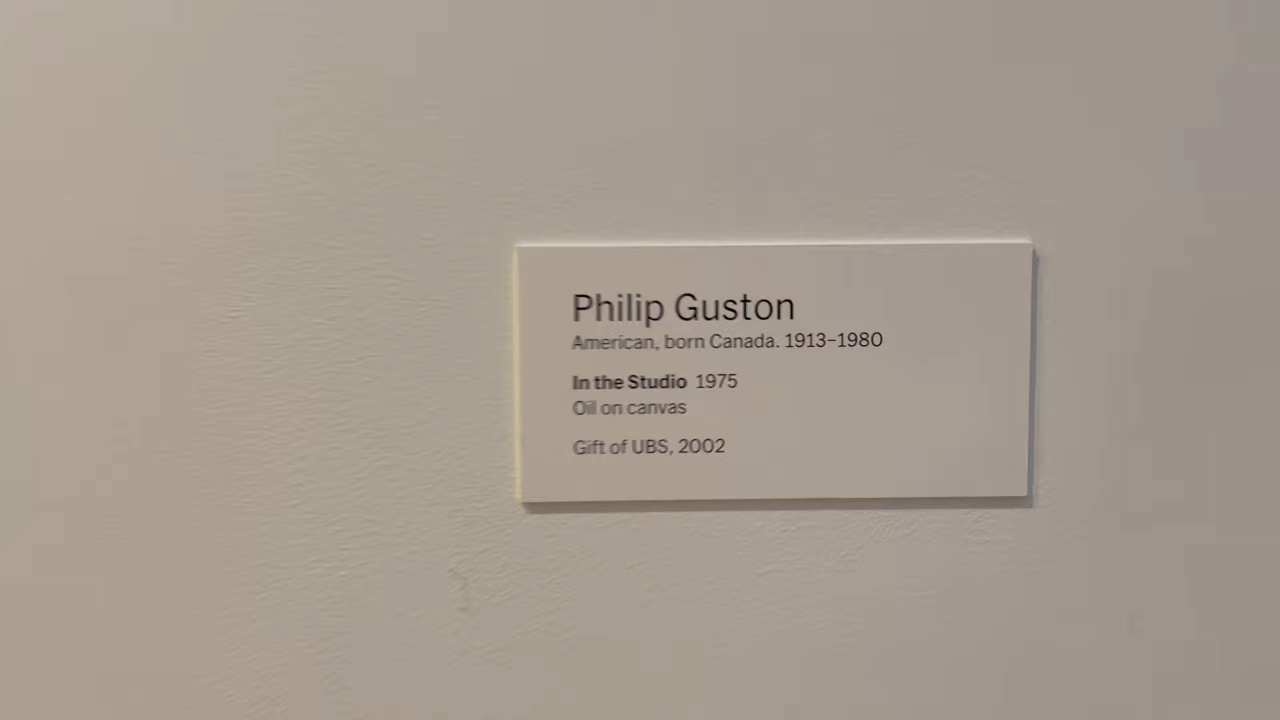 Philip Guston
American, born Canada. 1913–1980
In the Studio 1975
Oil on canvas
Gift of UBS, 2002